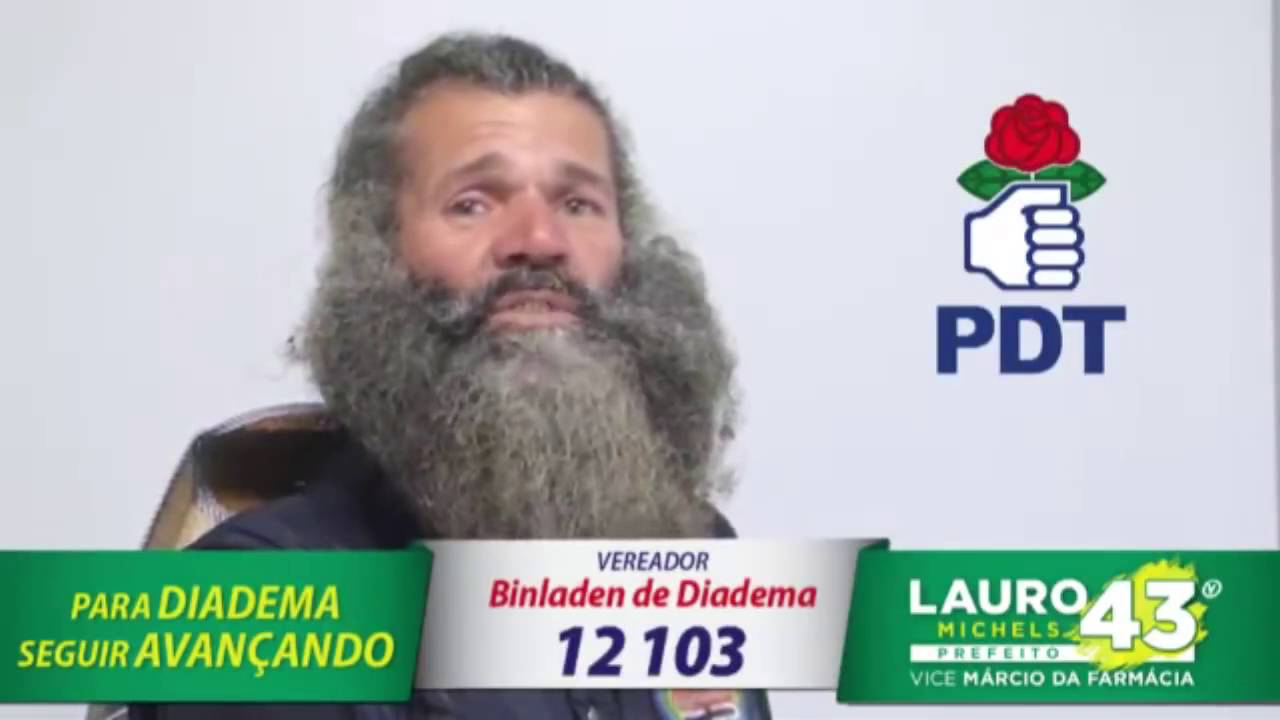 PDT
PARA DIADEMA
SEGUIR AVANÇANDO
VEREADOR
Binladen de Diadema
12 103
LAURO 43
MICHELS
PREFEITO
VICE MÁRCIO DA FARMÁCIA